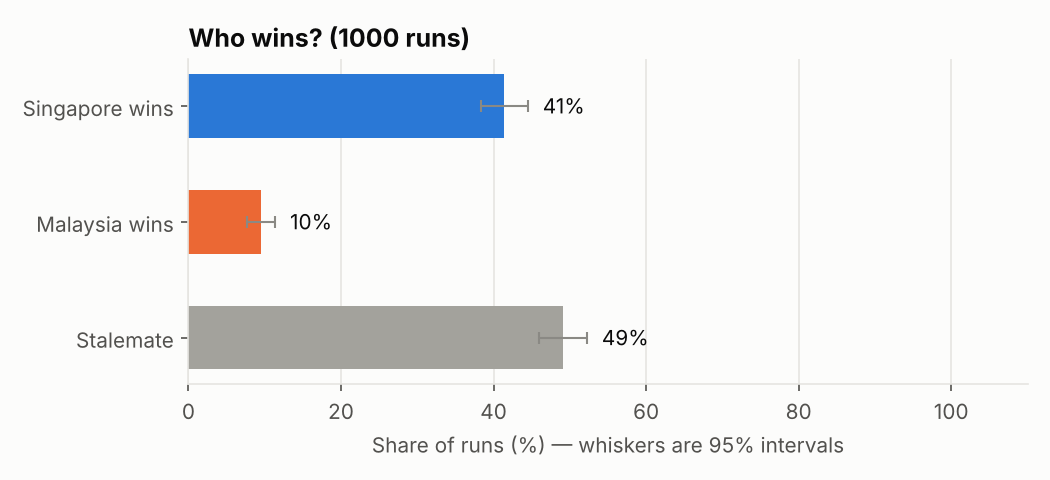 Who wins? (1000 runs)
Singapore wins
41%
Malaysia wins
10%
Stalemate
49%
0 20 40 60 80 100
Share of runs (%) — whiskers are 95% intervals